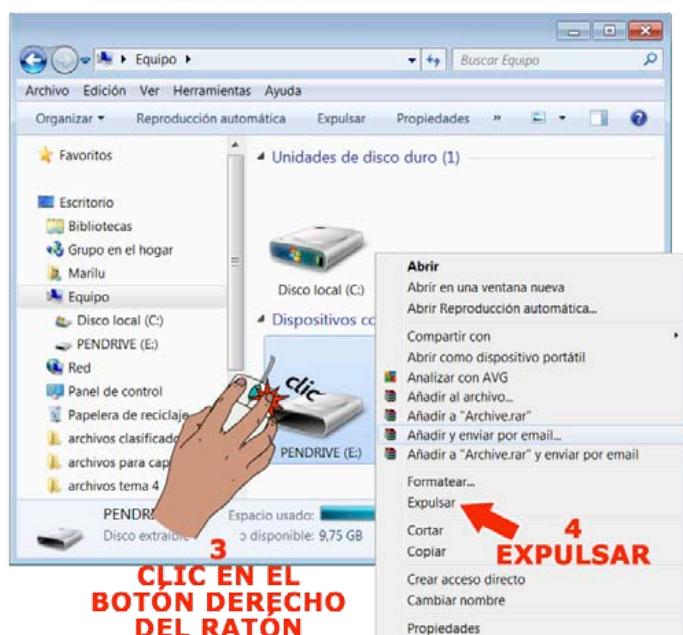 Equipo
Buscar Equipo
Archivo Edición Ver Herramientas Ayuda
Organizar Reproducción automática Expulsar Propiedades »
Favoritos
Escritorio
Bibliotecas
Grupo en el hogar
Marilu
Equipo
Disco local (C:)
PENDRIVE (E:)
Red
Panel de control
Papelera de reciclaje
archivos clasificado
archivos para cap
archivos tema 4
Unidades de disco duro (1)
Disco local (C:)
Dispositivos co
clic
PENDRIVE (E:)
Abrir
Abrir en una ventana nueva
Abrir Reproducción automática...
Compartir con
Abrir como dispositivo portátil
Analizar con AVG
Añadir al archivo...
Añadir a "Archive.rar"
Añadir y enviar por email...
Añadir a "Archive.rar" y enviar por email
Formatear...
Expulsar
Cortar
Copiar
Crear acceso directo
Cambiar nombre
Propiedades
PENDR Espacio usado:
Disco extraíble o disponible: 9,75 GB
3
CLIC EN EL
BOTÓN DERECHO
DEL RATÓN
4
EXPULSAR